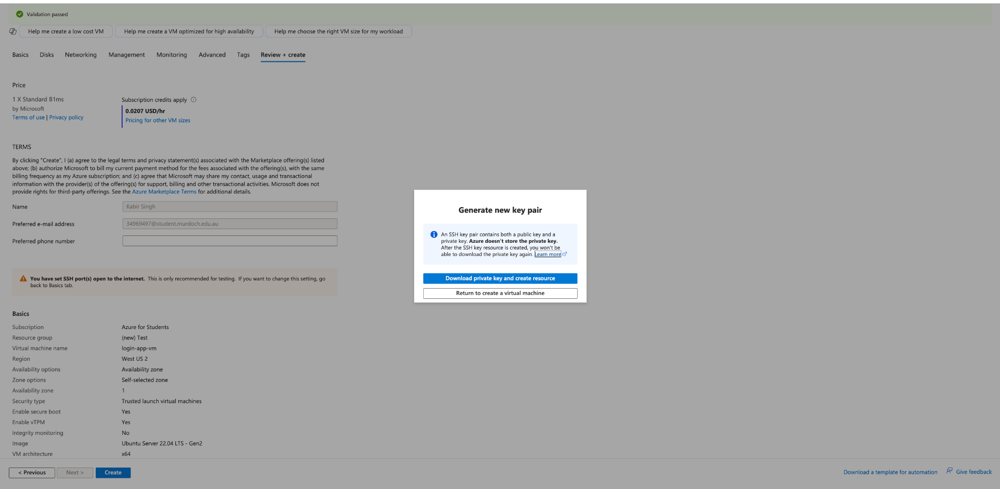 Validation passed
Help me create a low cost VM
Help me create a VM optimized for high availability
Help me choose the right VM size for my workload
Basics
Disks
Networking
Management
Monitoring
Advanced
Tags
Review + create
Price
1 X Standard B1ms
by Microsoft
Terms of use | Privacy policy
Subscription credits apply
0.0207 USD/hr
Pricing for other VM sizes
TERMS
By clicking "Create", I (a) agree to the legal terms and privacy statement(s) associated with the Marketplace offering(s) listed
above; (b) authorize Microsoft to bill my current payment method for the fees associated with the offering(s), with the same
billing frequency as my Azure subscription; and (c) agree that Microsoft may share my contact, usage and transactional
information with the provider(s) of the offering(s) for support, billing and other transactional activities. Microsoft does not
provide rights for third-party offerings. See the Azure Marketplace Terms for additional details.
Name
Kabir Singh
Preferred e-mail address
34969497@student.murdoch.edu.au
Preferred phone number
You have set SSH port(s) open to the internet. This is only recommended for testing. If you want to change this setting, go
back to Basics tab.
Basics
Subscription
Azure for Students
Resource group
(new) Test
Virtual machine name
login-app-vm
Region
West US 2
Availability options
Availability zone
Zone options
Self-selected zone
Availability zone
1
Security type
Trusted launch virtual machines
Enable secure boot
Yes
Enable vTPM
Yes
Integrity monitoring
No
Image
Ubuntu Server 22.04 LTS - Gen2
VM architecture
x64
Generate new key pair
An SSH key pair contains both a public key and a
private key. Azure doesn't store the private key.
After the SSH key resource is created, you won't be
able to download the private key again. Learn more
Download private key and create resource
Return to create a virtual machine
< Previous
Next >
Create
Download a template for automation
Give feedback